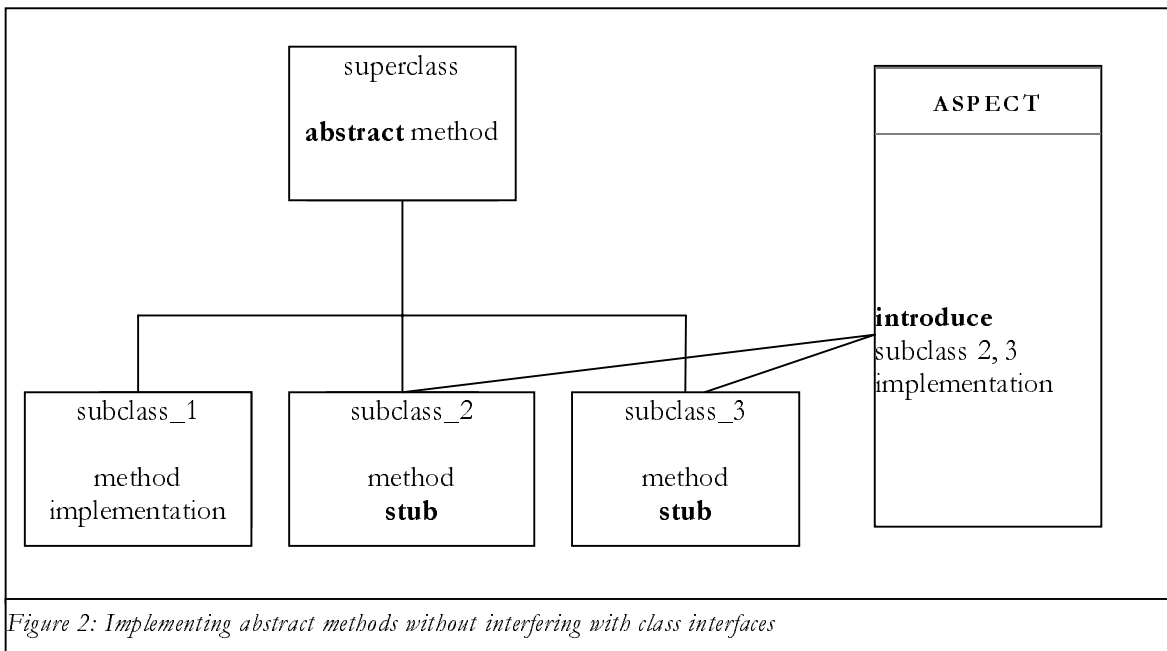 superclass
abstract method
ASPECT
introduce
subclass 2, 3
implementation
subclass_1
method
implementation
subclass_2
method
stub
subclass_3
method
stub
Figure 2: Implementing abstract methods without interfering with class interfaces